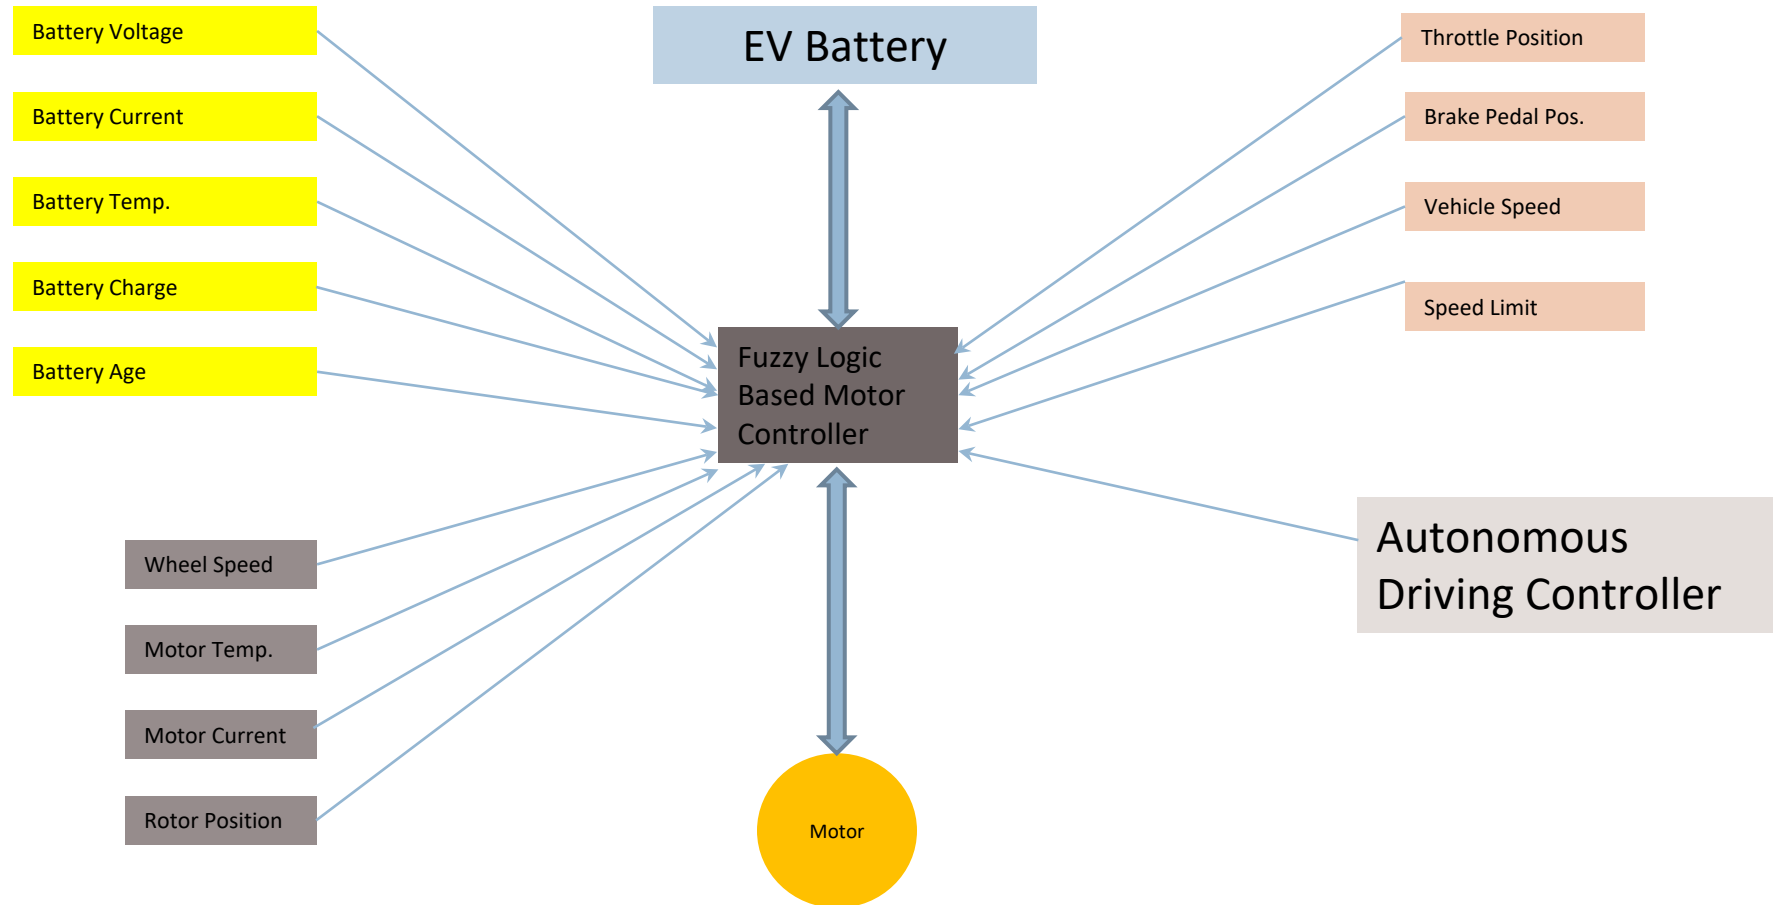 Battery Voltage
Battery Current
Battery Temp.
Battery Charge
Battery Age
EV Battery
Throttle Position
Brake Pedal Pos.
Vehicle Speed
Speed Limit
Fuzzy Logic
Based Motor
Controller
Autonomous
Driving Controller
Wheel Speed
Motor Temp.
Motor Current
Rotor Position
Motor